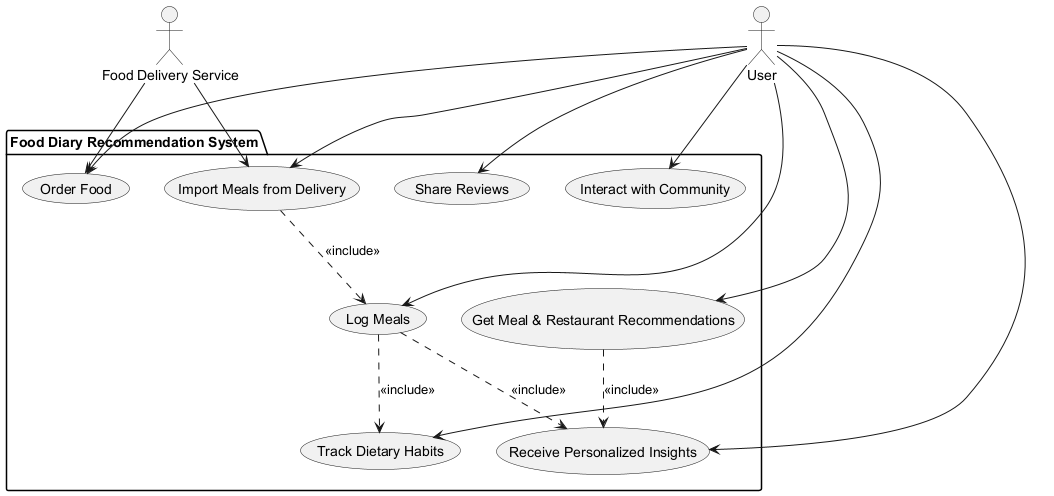 Food Delivery Service
User
Food Diary Recommendation System
Order Food
Import Meals from Delivery
Share Reviews
Interact with Community
«include»
Log Meals
Get Meal & Restaurant Recommendations
«include»
«include»
«include»
Track Dietary Habits
Receive Personalized Insights